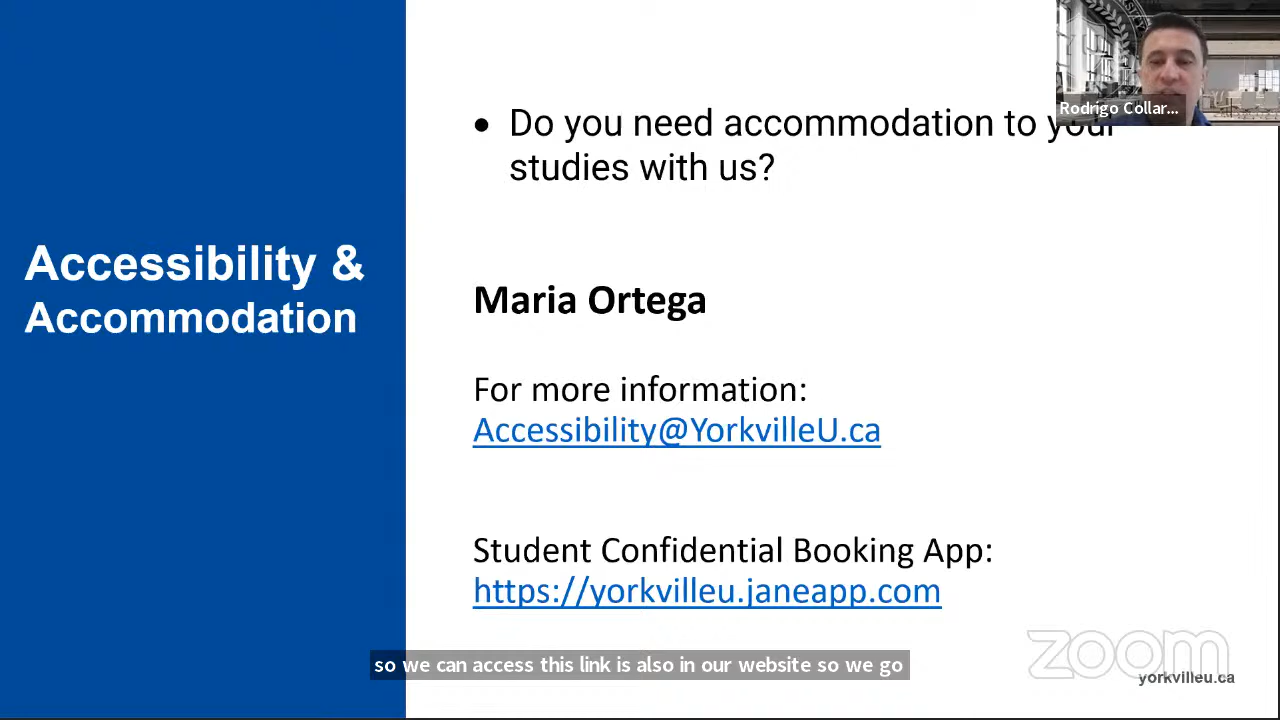 Rodrigo Collar...
• Do you need accommodation to your
studies with us?
Accessibility &
Accommodation
Maria Ortega
For more information:
Accessibility@YorkvilleU.ca
Student Confidential Booking App:
https://yorkvilleu.janeapp.com
so we can access this link is also in our website so we go
zoom
yorkvilleu.ca